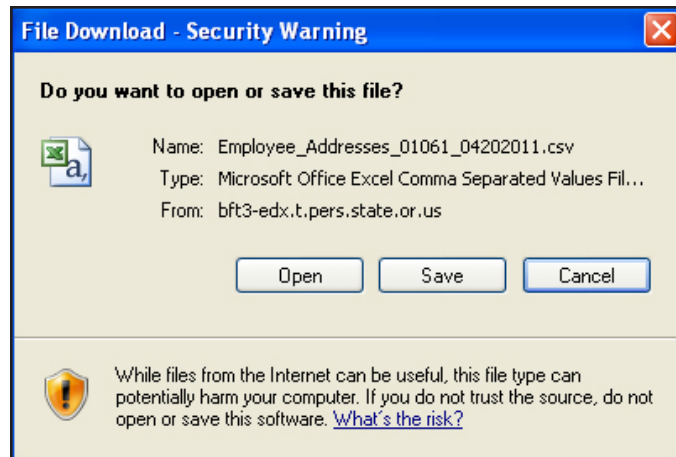 File Download - Security Warning
Do you want to open or save this file?
Name: Employee_Addresses_01061_04202011.csv
Type: Microsoft Office Excel Comma Separated Values Fil...
From: bft3-edx.t.pers.state.or.us
Open Save Cancel
While files from the Internet can be useful, this file type can
potentially harm your computer. If you do not trust the source, do not
open or save this software. What's the risk?